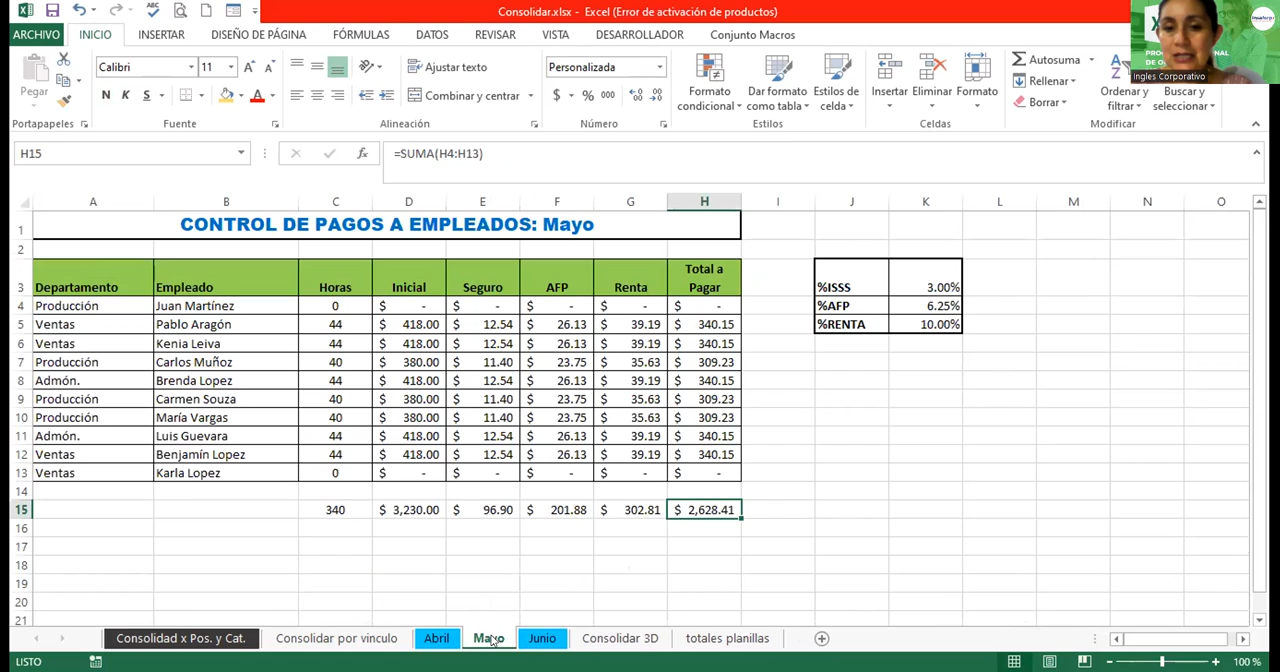 Consolidar.xlsx - Excel (Error de activación de productos)
ARCHIVO INICIO INSERTAR DISEÑO DE PÁGINA FÓRMULAS DATOS REVISAR VISTA DESARROLLADOR Conjunto Macros
Ingles Corporativo
Calibri 11 Ajustar texto Personalizada Autosuma
Pegar N K S Combinar y centrar $ % 000 Formato condicional Dar formato como tabla Estilos de celda Insertar Eliminar Formato Rellenar Borrar Ordenar y filtrar Buscar y seleccionar
Portapapeles Fuente Alineación Número Estilos Celdas Modificar
H15 fx =SUMA(H4:H13)
A B C D E F G H I J K L M N O
1 CONTROL DE PAGOS A EMPLEADOS: Mayo
2
3 Departamento Empleado Horas Inicial Seguro AFP Renta Total a Pagar %ISSS 3.00%
4 Producción Juan Martínez 0 $ - $ - $ - $ - $ - %AFP 6.25%
5 Ventas Pablo Aragón 44 $ 418.00 $ 12.54 $ 26.13 $ 39.19 $ 340.15 %RENTA 10.00%
6 Ventas Kenia Leiva 44 $ 418.00 $ 12.54 $ 26.13 $ 39.19 $ 340.15
7 Producción Carlos Muñoz 40 $ 380.00 $ 11.40 $ 23.75 $ 35.63 $ 309.23
8 Admón. Brenda Lopez 44 $ 418.00 $ 12.54 $ 26.13 $ 39.19 $ 340.15
9 Producción Carmen Souza 40 $ 380.00 $ 11.40 $ 23.75 $ 35.63 $ 309.23
10 Producción María Vargas 40 $ 380.00 $ 11.40 $ 23.75 $ 35.63 $ 309.23
11 Admón. Luis Guevara 44 $ 418.00 $ 12.54 $ 26.13 $ 39.19 $ 340.15
12 Ventas Benjamín Lopez 44 $ 418.00 $ 12.54 $ 26.13 $ 39.19 $ 340.15
13 Ventas Karla Lopez 0 $ - $ - $ - $ - $ -
14
15 340 $ 3,230.00 $ 96.90 $ 201.88 $ 302.81 $ 2,628.41
16
17
18
19
20
21
Consolidad x Pos. y Cat. Consolidar por vinculo Abril Mayo Junio Consolidar 3D totales planillas
LISTO 100 %